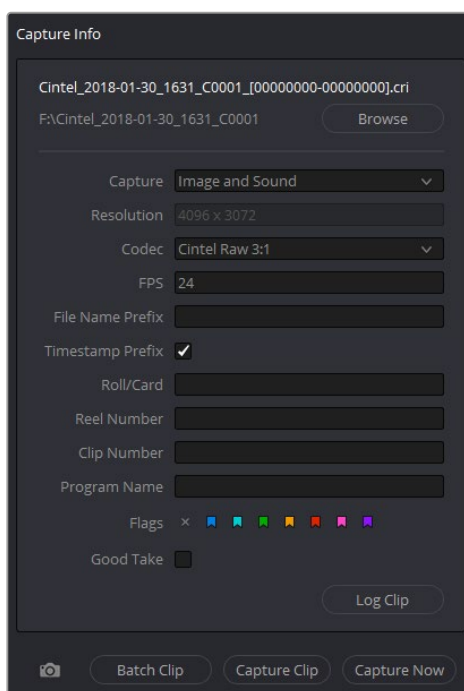 Capture Info
Cintel_2018-01-30_1631_C0001_[00000000-00000000].cri
F:\Cintel_2018-01-30_1631_C0001 Browse
Capture Image and Sound
Resolution 4096 x 3072
Codec Cintel Raw 3:1
FPS 24
File Name Prefix
Timestamp Prefix
Roll/Card
Reel Number
Clip Number
Program Name
Flags
Good Take
Log Clip
Batch Clip Capture Clip Capture Now